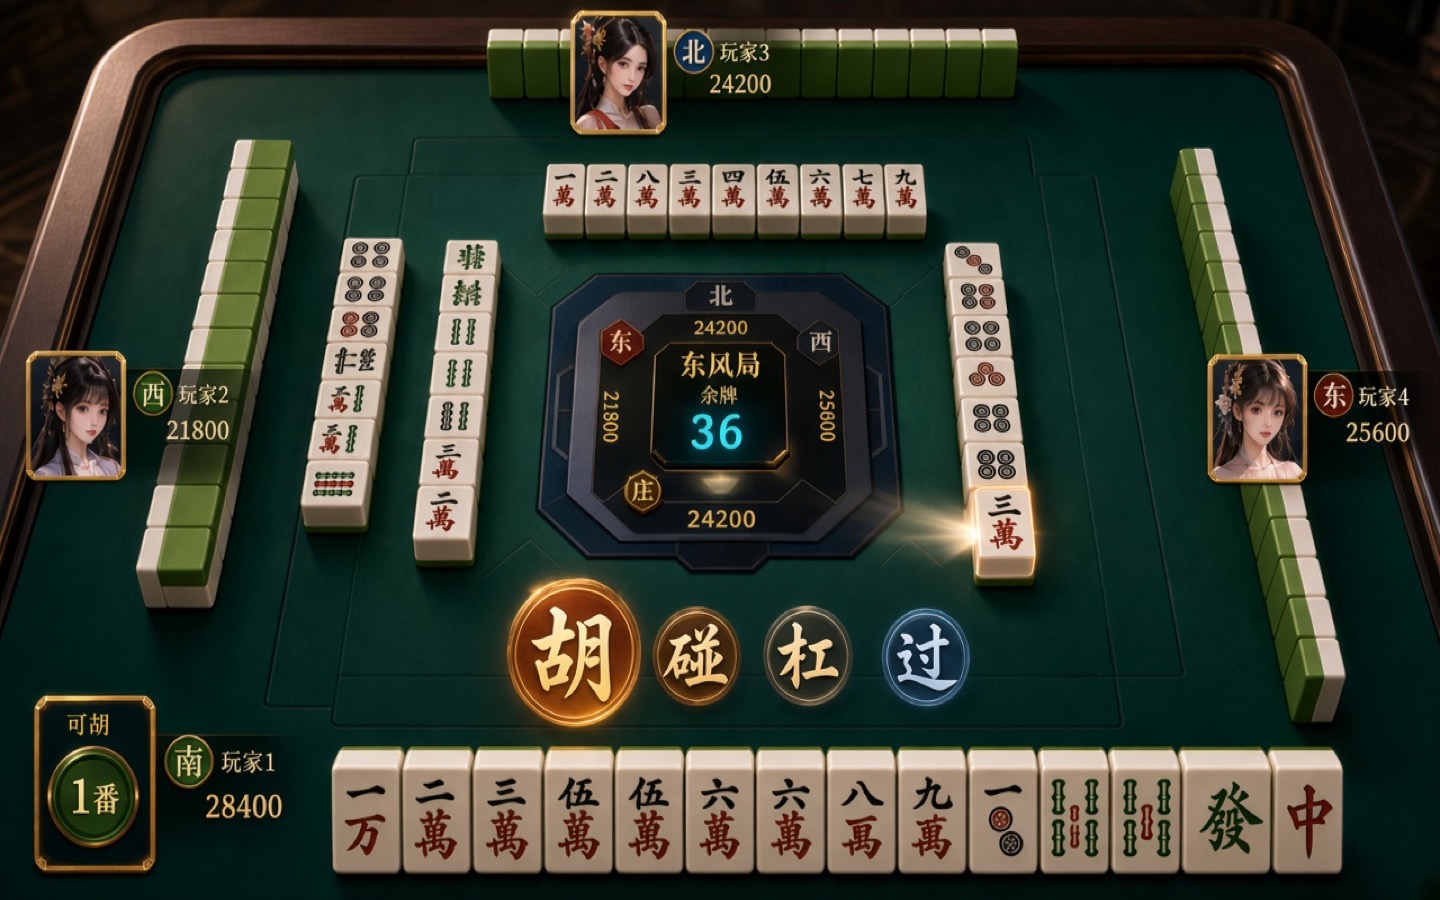 北 玩家3
24200
一萬 二萬 八萬 三萬 四萬 伍萬 六萬 七萬 九萬
西 玩家2
21800
三萬
二萬
北
24200
东
西
东风局
余牌
36
21800
25800
庄
24200
三萬
东 玩家4
25600
胡 碰 杠 过
可胡
1番
南 玩家1
28400
一万 二萬 三萬 伍萬 伍萬 六萬 六萬 八萬 九萬 一 發 中